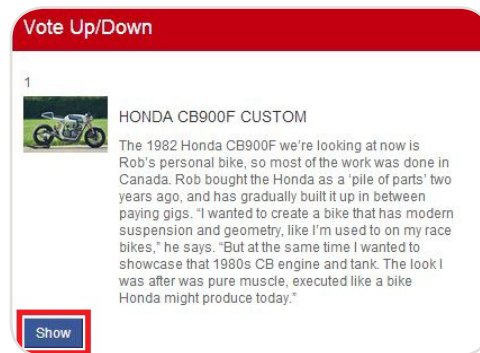 Vote Up/Down
1
HONDA CB900F CUSTOM
The 1982 Honda CB900F we're looking at now is
Rob's personal bike, so most of the work was done in
Canada. Rob bought the Honda as a 'pile of parts' two
years ago, and has gradually built it up in between
paying gigs. “I wanted to create a bike that has modern
suspension and geometry, like I'm used to on my race
bikes,” he says. “But at the same time I wanted to
showcase that 1980s CB engine and tank. The look I
was after was pure muscle, executed like a bike
Honda might produce today.”
Show